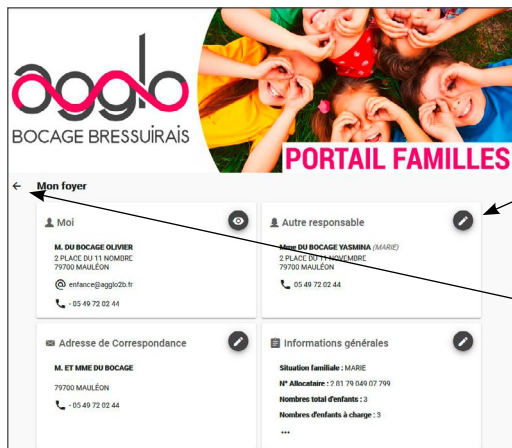 agglo
BOCAGE BRESSUIRAIS
PORTAIL FAMILLES
Mon foyer
Moi
M. DU BOCAGE OLIVIER
2 PLACE DU 11 NOMBRE
79700 MAULÉON
enfance@agglo2b.fr
- 05 49 72 02 44
Autre responsable
Mme DU BOCAGE YASMINA (MARIE)
2 PLACE DU 11 NOVEMBRE
79700 MAULÉON
05 49 72 02 44
Adresse de Correspondance
M. ET MME DU BOCAGE
79700 MAULÉON
- 05 49 72 02 44
Informations générales
Situation familiale : MARIE
N° Allocataire : 2 81 79 049 07 799
Nombres total d'enfants : 3
Nombres d'enfants à charge : 3
...